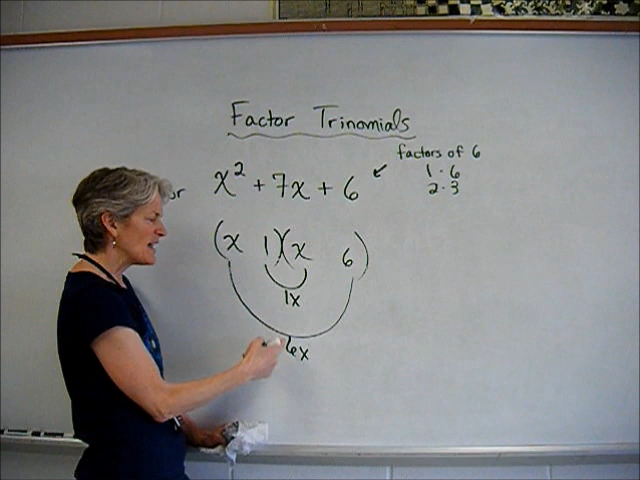 Factor Trinomials
factors of 6
1 · 6
2 · 3
x² + 7x + 6
(x 1)(x 6)
1x
6x